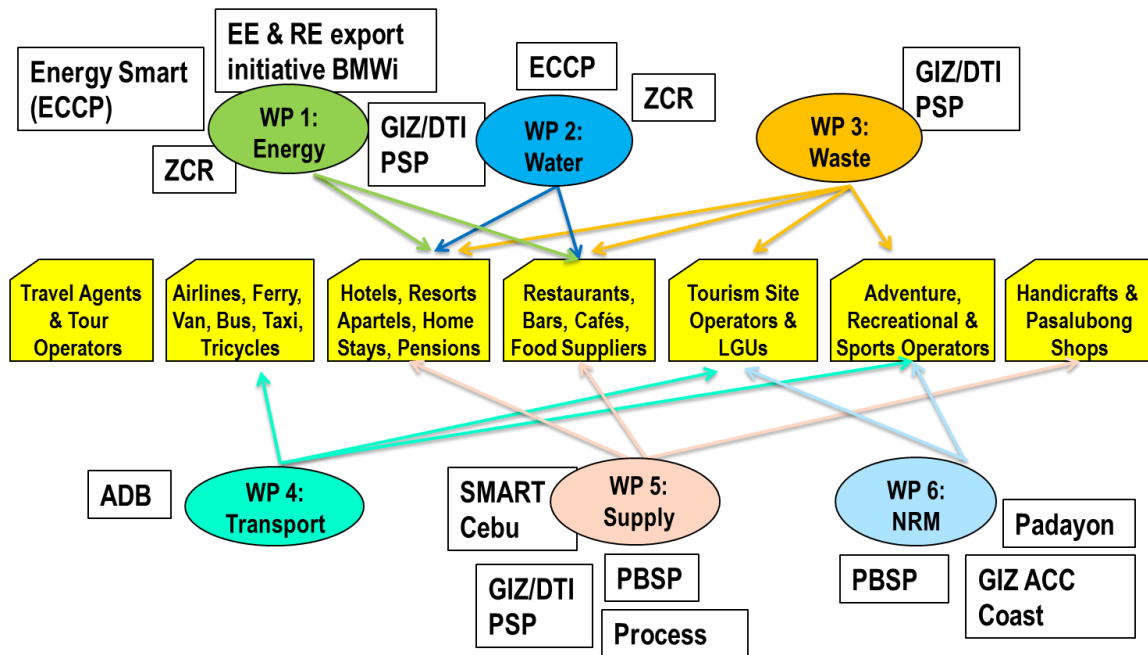 EE & RE export
initiative BMWi
Energy Smart
(ECCP)
ECCP
ZCR
GIZ/DTI
PSP
WP 1:
Energy
GIZ/DTI
PSP
WP 2:
Water
WP 3:
Waste
ZCR
Travel Agents
& Tour
Operators
Airlines, Ferry,
Van, Bus, Taxi,
Tricycles
Hotels, Resorts
Apartels, Home
Stays, Pensions
Restaurants,
Bars, Cafés,
Food Suppliers
Tourism Site
Operators &
LGUs
Adventure,
Recreational &
Sports Operators
Handicrafts &
Pasalubong
Shops
ADB
WP 4:
Transport
SMART
Cebu
WP 5:
Supply
WP 6:
NRM
Padayon
GIZ/DTI
PSP
PBSP
Process
PBSP
GIZ ACC
Coast